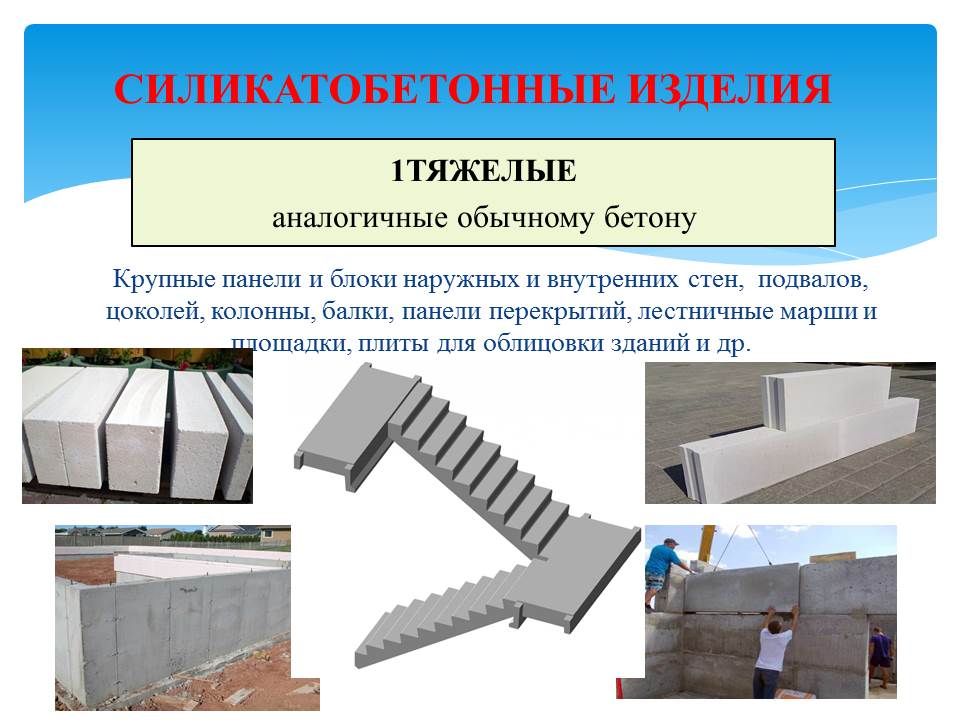 СИЛИКАТОБЕТОННЫЕ ИЗДЕЛИЯ
1ТЯЖЕЛЫЕ
аналогичные обычному бетону
Крупные панели и блоки наружных и внутренних стен, подвалов,
цоколей, колонны, балки, панели перекрытий, лестничные марши и
площадки, плиты для облицовки зданий и др.